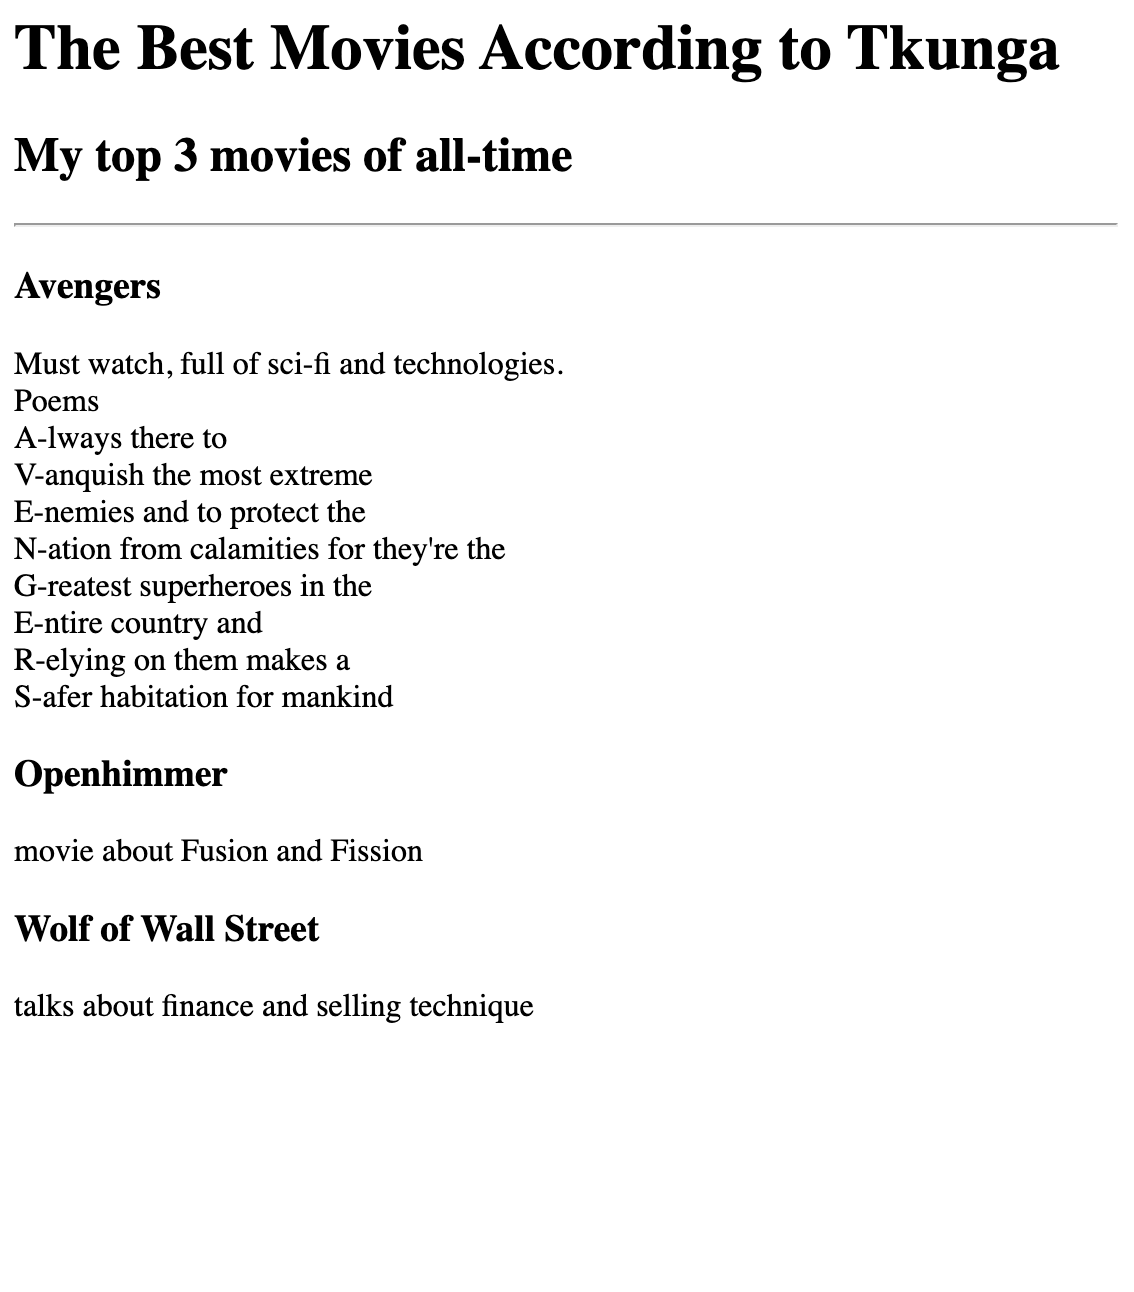 The Best Movies According to Tkunga
My top 3 movies of all-time
Avengers
Must watch, full of sci-fi and technologies.
Poems
A-lways there to
V-anquish the most extreme
E-nemies and to protect the
N-ation from calamities for they're the
G-reatest superheroes in the
E-ntire country and
R-elying on them makes a
S-afer habitation for mankind
Openhimmer
movie about Fusion and Fission
Wolf of Wall Street
talks about finance and selling technique